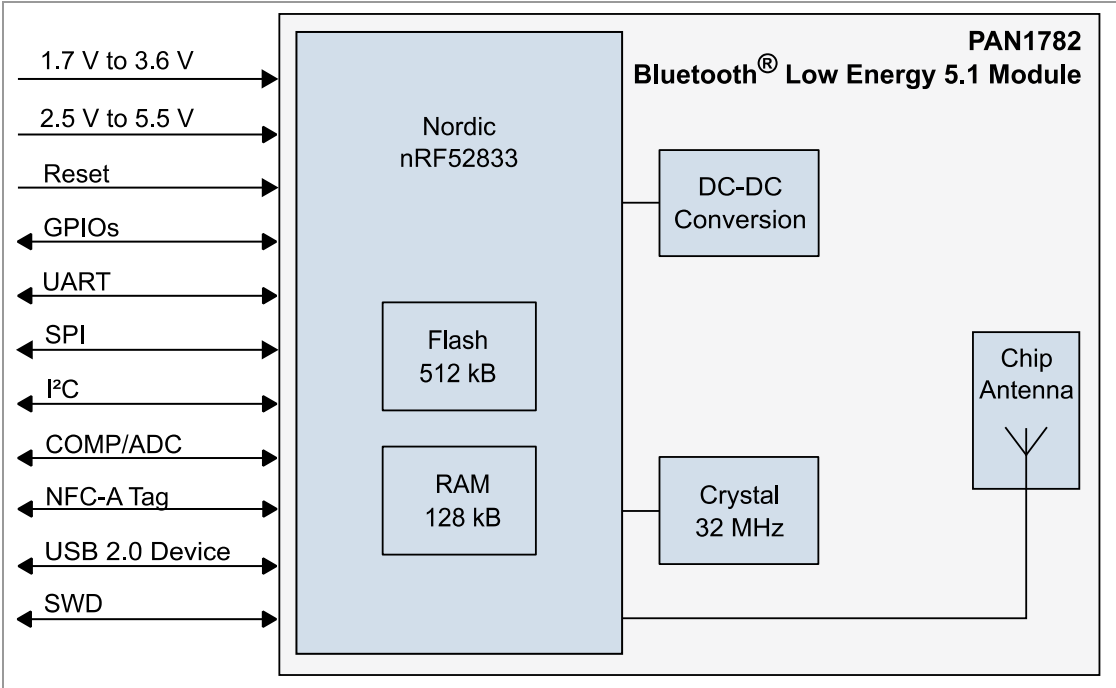 PAN1782
Bluetooth® Low Energy 5.1 Module
1.7 V to 3.6 V
2.5 V to 5.5 V
Reset
GPIOs
UART
SPI
I²C
COMP/ADC
NFC-A Tag
USB 2.0 Device
SWD
Nordic
nRF52833
Flash
512 kB
RAM
128 kB
DC-DC
Conversion
Crystal
32 MHz
Chip
Antenna